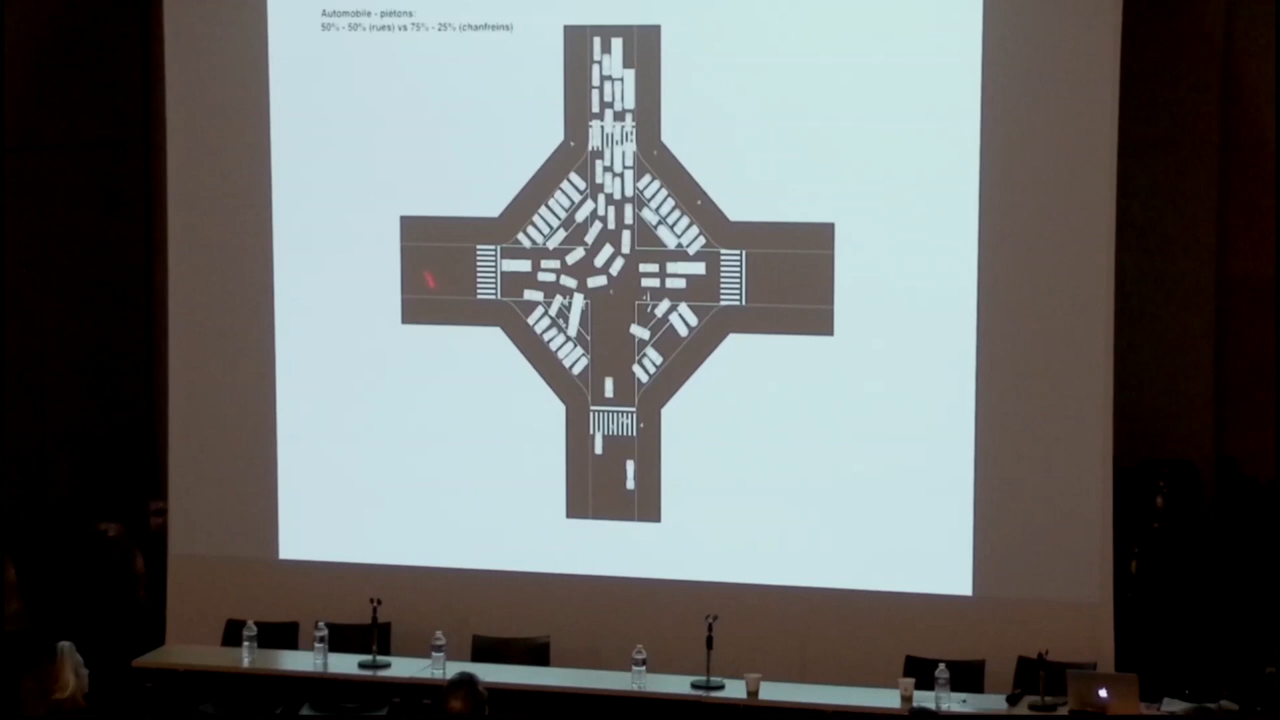 Automobile - piétons:
50% - 50% (rues) vs 75% - 25% (chanfreins)